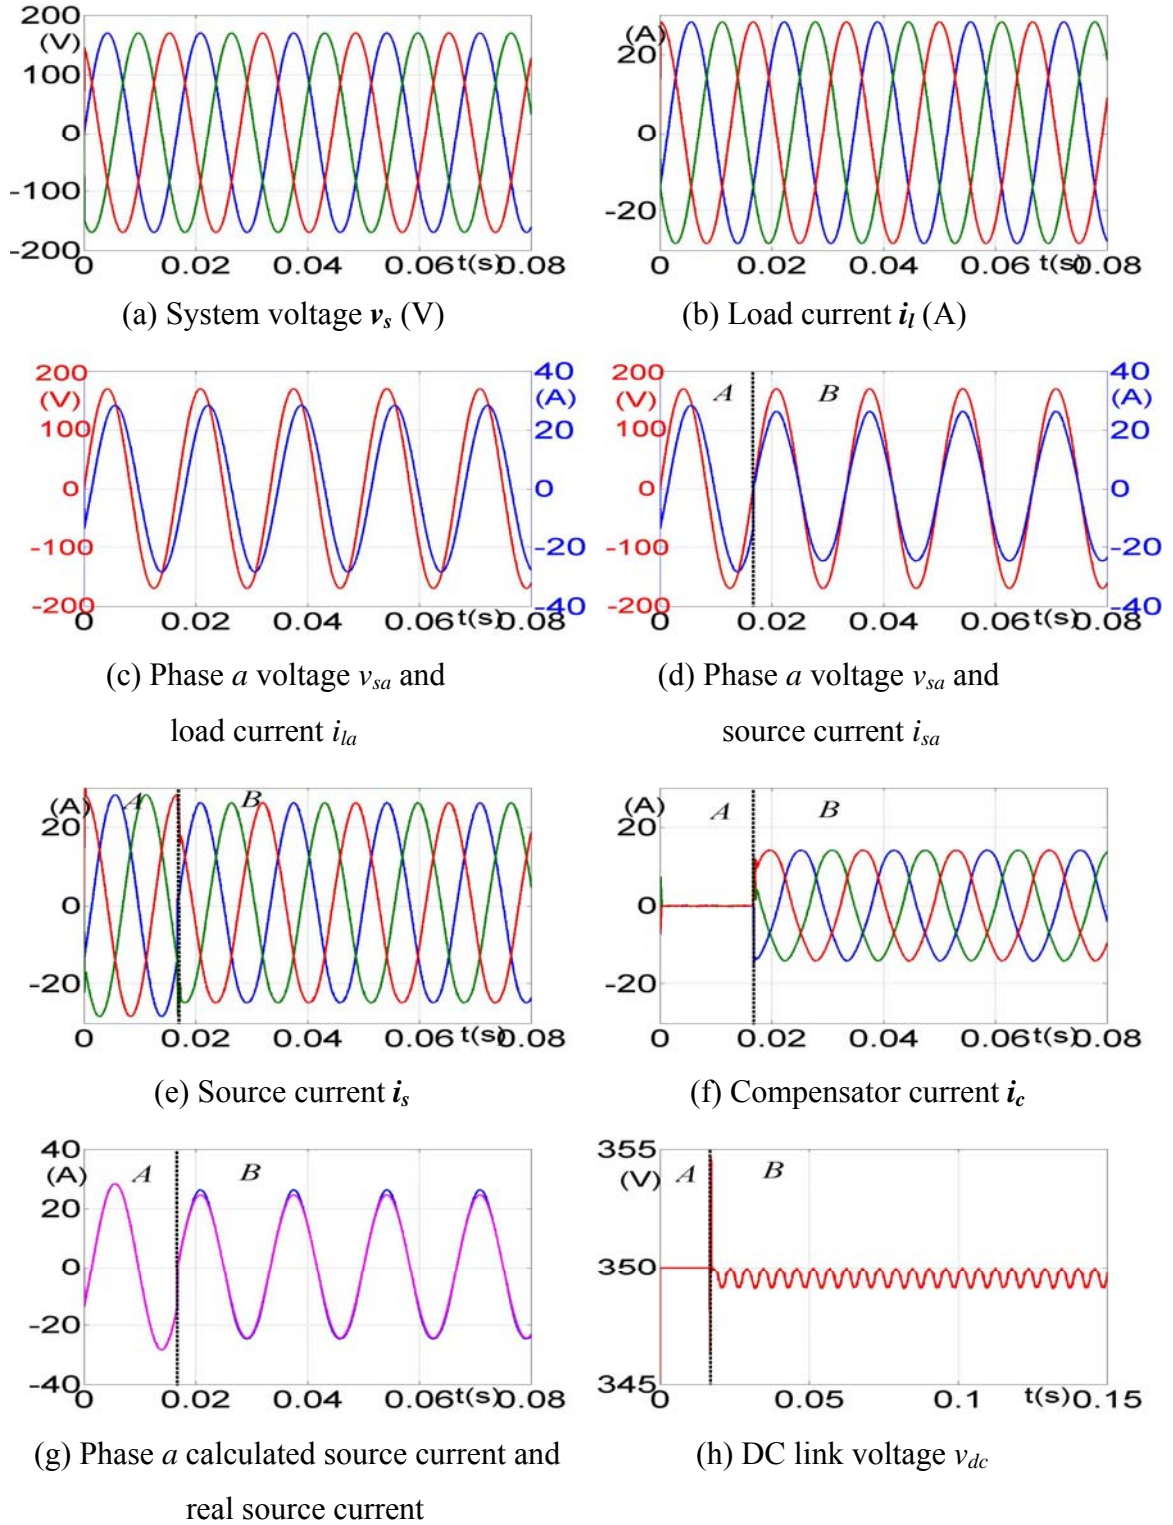 200
(V)
100
0
-100
-200
0 0.02 0.04 0.06 t(s) 0.08
(a) System voltage vs (V)
(A)
20
0
-20
0 0.02 0.04 0.06 t(s) 0.08
(b) Load current il (A)
200 40
(V) (A)
100 20
0 0
-100 -20
-200 -40
0 0.02 0.04 0.06 t(s) 0.08
(c) Phase a voltage vsa and
load current ila
200 A B 40
(V) (A)
100 20
0 0
-100 -20
-200 -40
0 0.02 0.04 0.06 t(s) 0.08
(d) Phase a voltage vsa and
source current isa
(A) A B
20
0
-20
0 0.02 0.04 0.06 t(s) 0.08
(e) Source current is
(A) A B
20
0
-20
0 0.02 0.04 0.06 t(s) 0.08
(f) Compensator current ic
40
(A) A B
20
0
-20
-40
0 0.02 0.04 0.06 t(s) 0.08
(g) Phase a calculated source current and
real source current
355
(V) A B
350
345
0 0.05 0.1 t(s) 0.15
(h) DC link voltage vdc